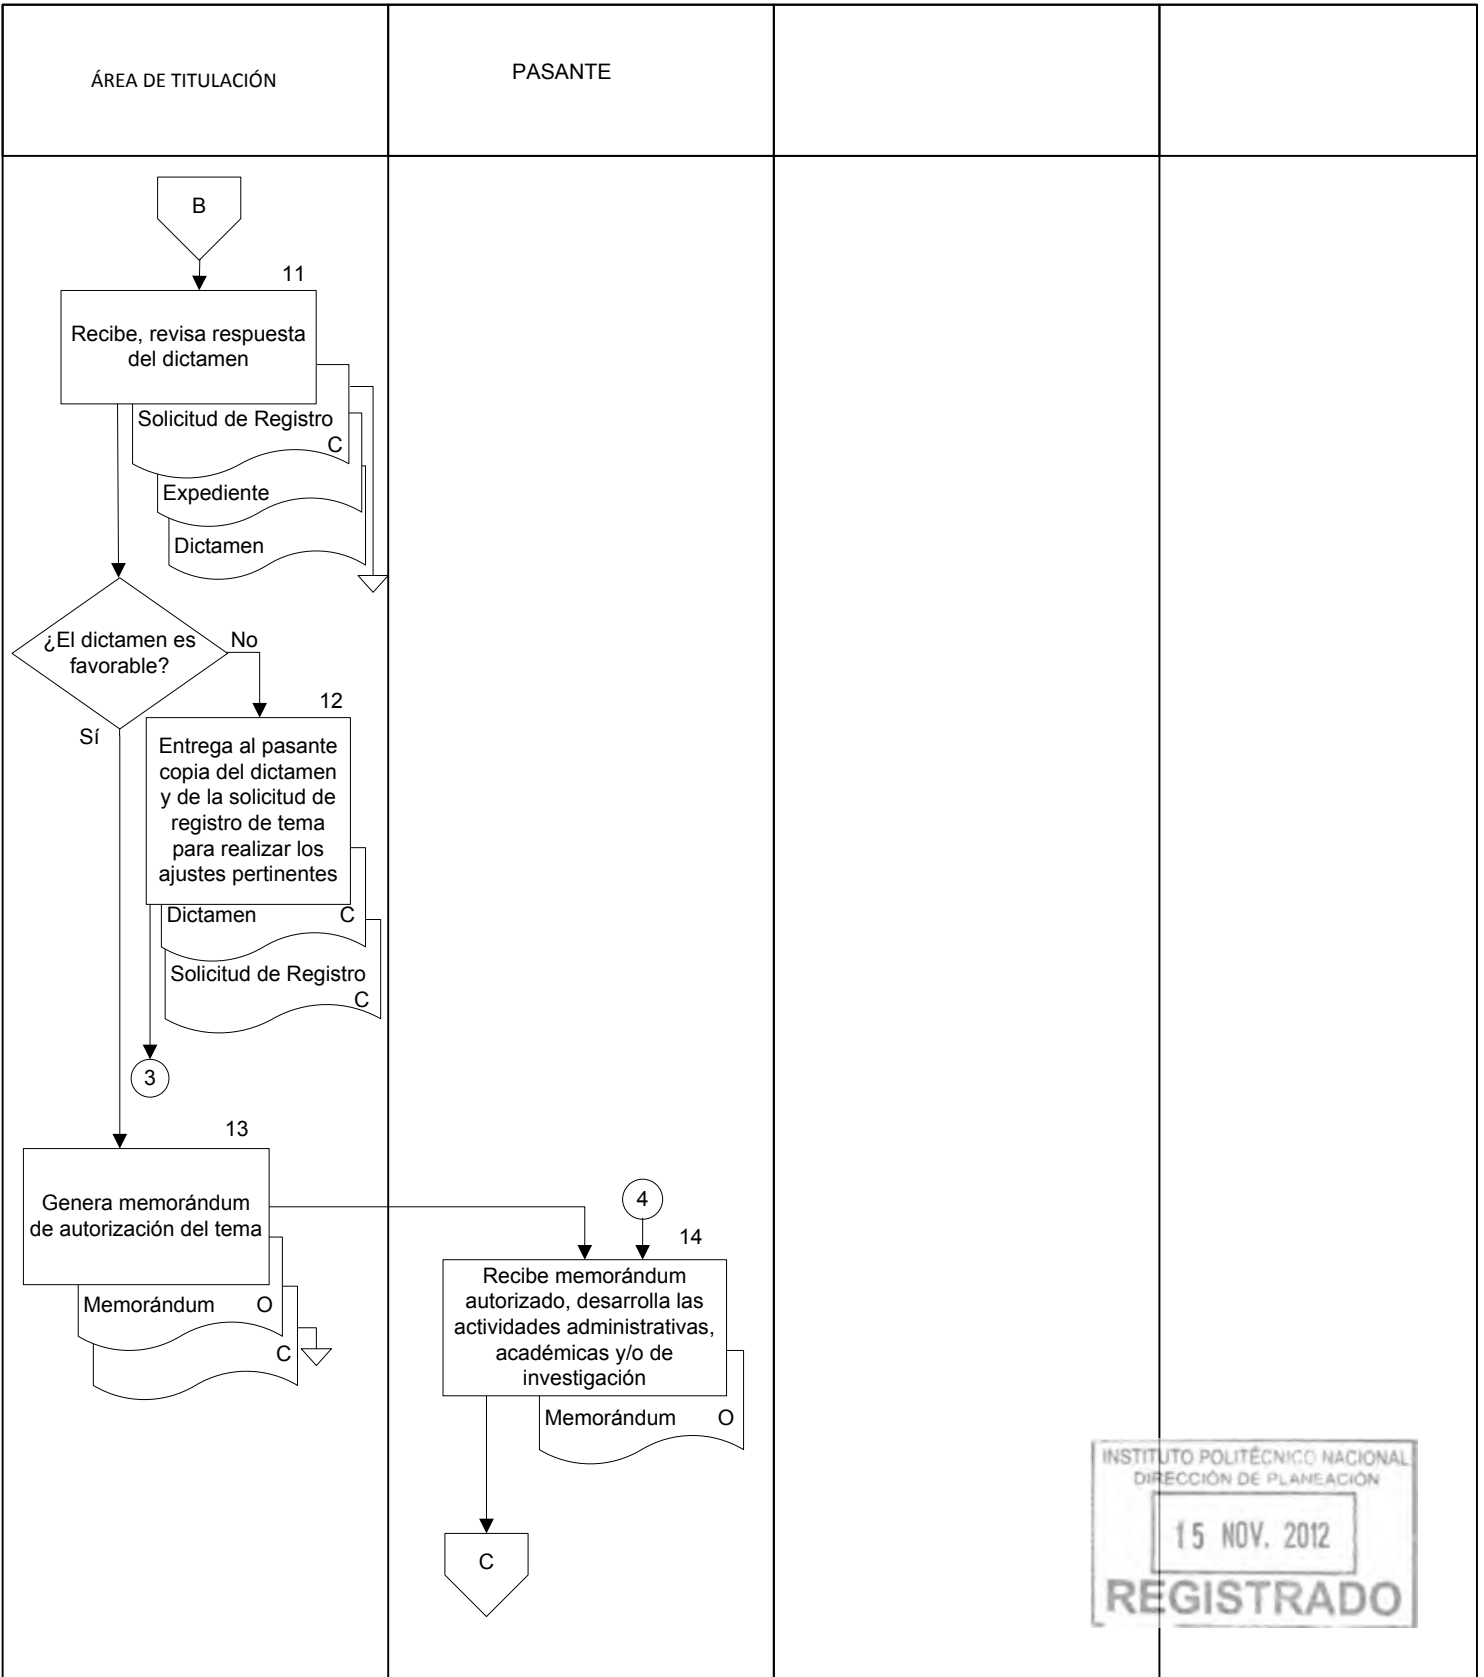 ÁREA DE TITULACIÓN
PASANTE
B
11
Recibe, revisa respuesta
del dictamen
Solicitud de Registro
C
Expediente
Dictamen
¿El dictamen es
favorable?
No
Sí
12
Entrega al pasante
copia del dictamen
y de la solicitud de
registro de tema
para realizar los
ajustes pertinentes
Dictamen C
Solicitud de Registro
C
3
13
Genera memorándum
de autorización del tema
Memorándum O
C
4
14
Recibe memorándum
autorizado, desarrolla las
actividades administrativas,
académicas y/o de
investigación
Memorándum O
C
INSTITUTO POLITÉCNICO NACIONAL
DIRECCIÓN DE PLANEACIÓN
15 NOV. 2012
REGISTRADO